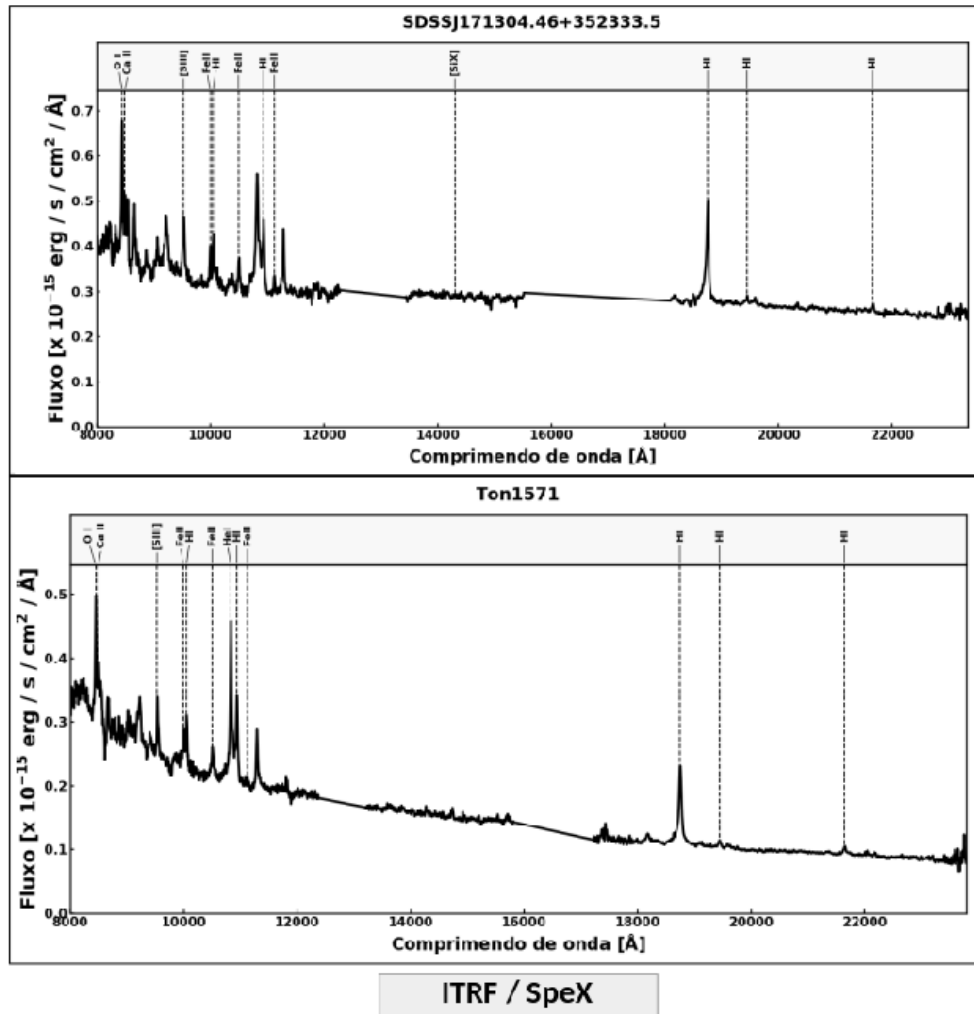 SDSSJ171304.46+352333.5
O I Ca II [SIII] FeII HI FeII HI FeII [SiX] HI HI HI
0.7
0.6
0.5
0.4
0.3
0.2
0.1
0.0
Fluxo [x 10⁻¹⁵ erg / s / cm² / Å]
8000 10000 12000 14000 16000 18000 20000 22000
Comprimendo de onda [Å]
Ton1571
O I Ca II [SIII] FeII HI FeII HeI HI FeII HI HI HI
0.5
0.4
0.3
0.2
0.1
0.0
Fluxo [x 10⁻¹⁵ erg / s / cm² / Å]
8000 10000 12000 14000 16000 18000 20000 22000
Comprimendo de onda [Å]
ITRF / SpeX